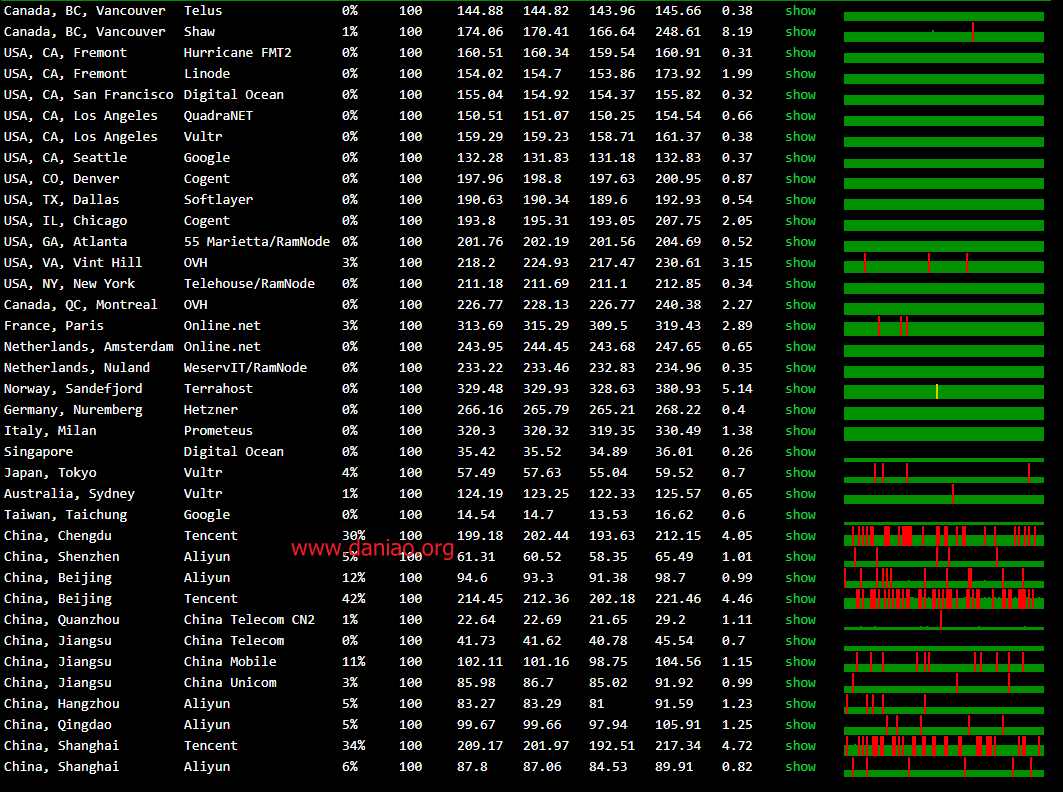 Canada, BC, Vancouver Telus 0% 100 144.88 144.82 143.96 145.66 0.38 show
Canada, BC, Vancouver Shaw 1% 100 174.06 170.41 166.64 248.61 8.19 show
USA, CA, Fremont Hurricane FMT2 0% 100 160.51 160.34 159.54 160.91 0.31 show
USA, CA, Fremont Linode 0% 100 154.02 154.7 153.86 173.92 1.99 show
USA, CA, San Francisco Digital Ocean 0% 100 155.04 154.92 154.37 155.82 0.32 show
USA, CA, Los Angeles QuadraNET 0% 100 150.51 151.07 150.25 154.54 0.66 show
USA, CA, Los Angeles Vultr 0% 100 159.29 159.23 158.71 161.37 0.38 show
USA, CA, Seattle Google 0% 100 132.28 131.83 131.18 132.83 0.37 show
USA, CO, Denver Cogent 0% 100 197.96 198.8 197.63 200.95 0.87 show
USA, TX, Dallas Softlayer 0% 100 190.63 190.34 189.6 192.93 0.54 show
USA, IL, Chicago Cogent 0% 100 193.8 195.31 193.05 207.75 2.05 show
USA, GA, Atlanta 55 Marietta/RamNode 0% 100 201.76 202.19 201.56 204.69 0.52 show
USA, VA, Vint Hill OVH 3% 100 218.2 224.93 217.47 230.61 3.15 show
USA, NY, New York Telehouse/RamNode 0% 100 211.18 211.69 211.1 212.85 0.34 show
Canada, QC, Montreal OVH 0% 100 226.77 228.13 226.77 240.38 2.27 show
France, Paris Online.net 3% 100 313.69 315.29 309.5 319.43 2.89 show
Netherlands, Amsterdam Online.net 0% 100 243.95 244.45 243.68 247.65 0.65 show
Netherlands, Nuland WeservIT/RamNode 0% 100 233.22 233.46 232.83 234.96 0.35 show
Norway, Sandefjord Terrahost 0% 100 329.48 329.93 328.63 380.93 5.14 show
Germany, Nuremberg Hetzner 0% 100 266.16 265.79 265.21 268.22 0.4 show
Italy, Milan Prometeus 0% 100 320.3 320.32 319.35 330.49 1.38 show
Singapore Digital Ocean 0% 100 35.42 35.52 34.89 36.01 0.26 show
Japan, Tokyo Vultr 4% 100 57.49 57.63 55.04 59.52 0.7 show
Australia, Sydney Vultr 1% 100 124.19 123.25 122.33 125.57 0.65 show
Taiwan, Taichung Google 0% 100 14.54 14.7 13.53 16.62 0.6 show
China, Chengdu Tencent 30% 100 199.18 202.44 193.63 212.15 4.05 show
www.daniao.org
China, Shenzhen Aliyun 5% 100 61.31 60.52 58.35 65.49 1.01 show
China, Beijing Aliyun 12% 100 94.6 93.3 91.38 98.7 0.99 show
China, Beijing Tencent 42% 100 214.45 212.36 202.18 221.46 4.46 show
China, Quanzhou China Telecom CN2 1% 100 22.64 22.69 21.65 29.2 1.11 show
China, Jiangsu China Telecom 0% 100 41.73 41.62 40.78 45.54 0.7 show
China, Jiangsu China Mobile 11% 100 102.11 101.16 98.75 104.56 1.15 show
China, Jiangsu China Unicom 3% 100 85.98 86.7 85.02 91.92 0.99 show
China, Hangzhou Aliyun 5% 100 83.27 83.29 81 91.59 1.23 show
China, Qingdao Aliyun 5% 100 99.67 99.66 97.94 105.91 1.25 show
China, Shanghai Tencent 34% 100 209.17 201.97 192.51 217.34 4.72 show
China, Shanghai Aliyun 6% 100 87.8 87.06 84.53 89.91 0.82 show